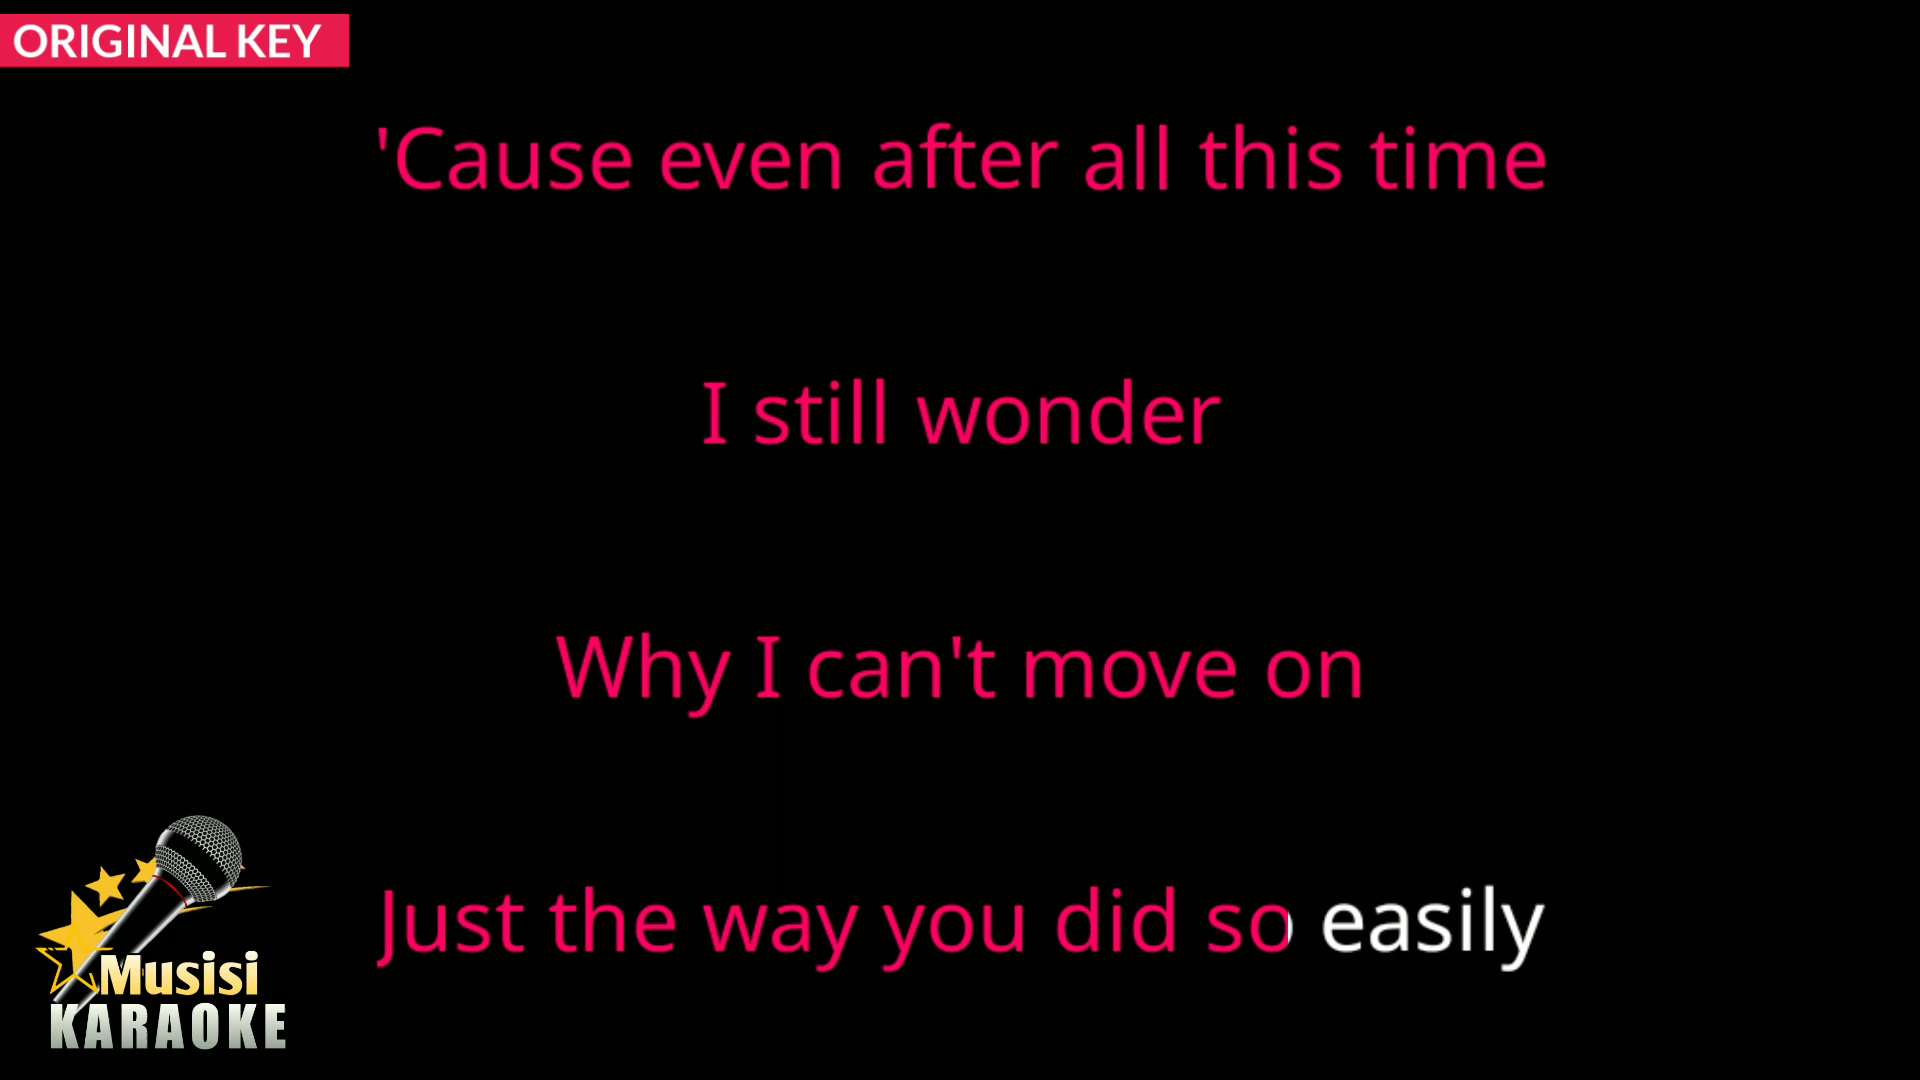 ORIGINAL KEY
'Cause even after all this time
I still wonder
Why I can't move on
Just the way you did so easily
Musisi
KARAOKE